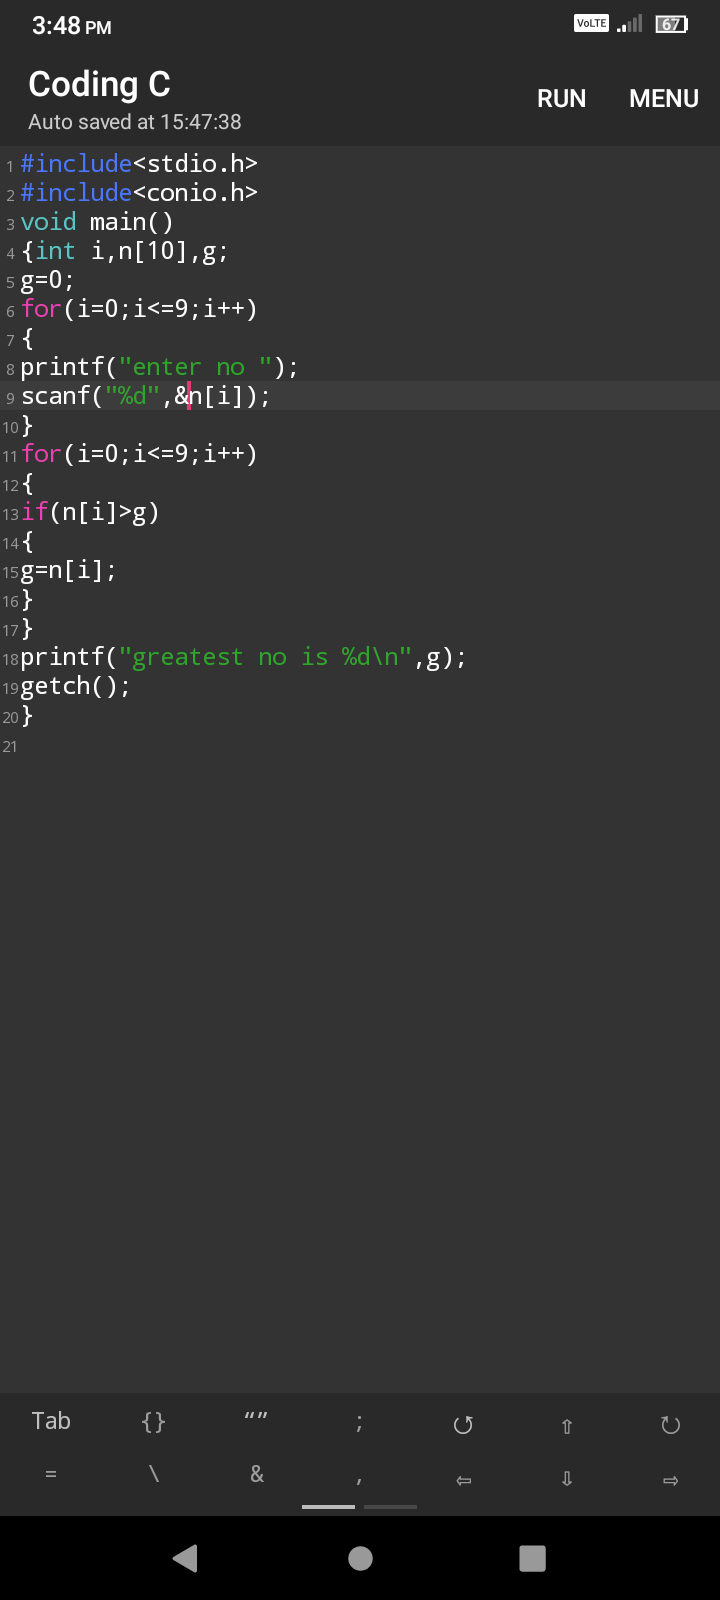 3:48 PM VoLTE 67
Coding C
RUN MENU
Auto saved at 15:47:38
1 #include<stdio.h>
2 #include<conio.h>
3 void main()
4 {int i,n[10],g;
5 g=0;
6 for(i=0;i<=9;i++)
7 {
8 printf("enter no ");
9 scanf("%d",&n[i]);
10 }
11 for(i=0;i<=9;i++)
12 {
13 if(n[i]>g)
14 {
15 g=n[i];
16 }
17 }
18 printf("greatest no is %d\n",g);
19 getch();
20 }
21
Tab {} “” ; ↺ ⇧ ↻
= \ & , ⇦ ⇩ ⇨